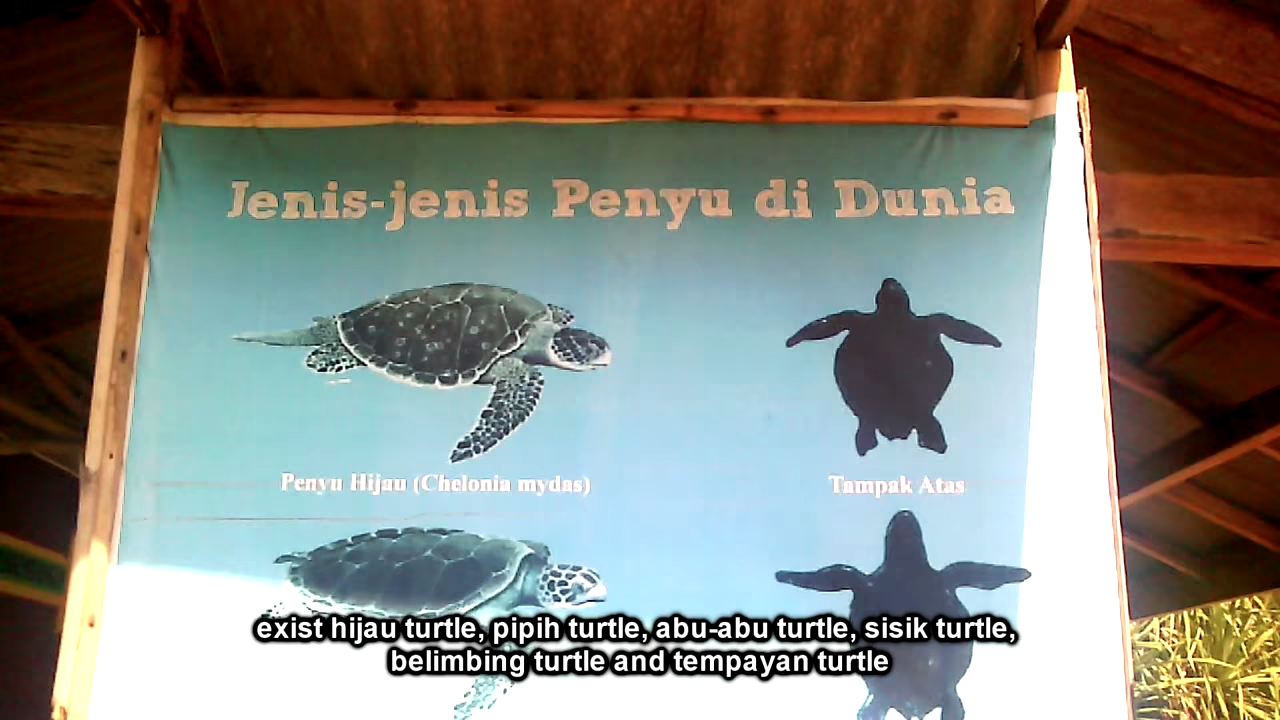 Jenis-jenis Penyu di Dunia
Penyu Hijau (Chelonia mydas)
Tampak Atas
exist hijau turtle, pipih turtle, abu-abu turtle, sisik turtle,
belimbing turtle and tempayan turtle